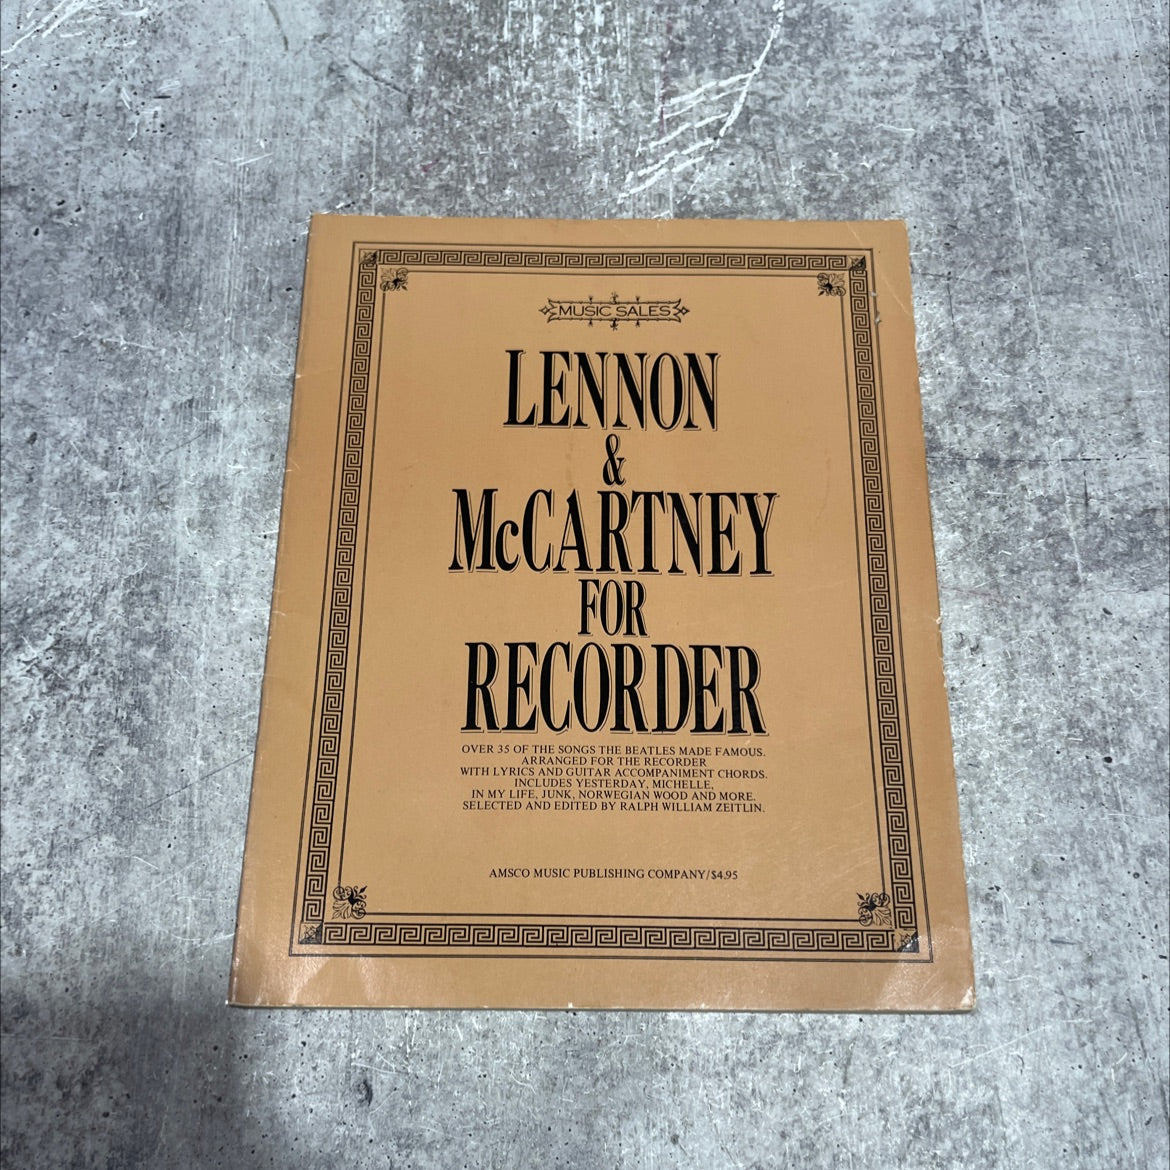 MUSIC SALES
LENNON
&
McCARTNEY
FOR
RECORDER
OVER 35 OF THE SONGS THE BEATLES MADE FAMOUS.
ARRANGED FOR THE RECORDER
WITH LYRICS AND GUITAR ACCOMPANIMENT CHORDS.
INCLUDES YESTERDAY, MICHELLE,
IN MY LIFE, JUNK, NORWEGIAN WOOD AND MORE.
SELECTED AND EDITED BY RALPH WILLIAM ZEITLIN.
AMSCO MUSIC PUBLISHING COMPANY/$4.95